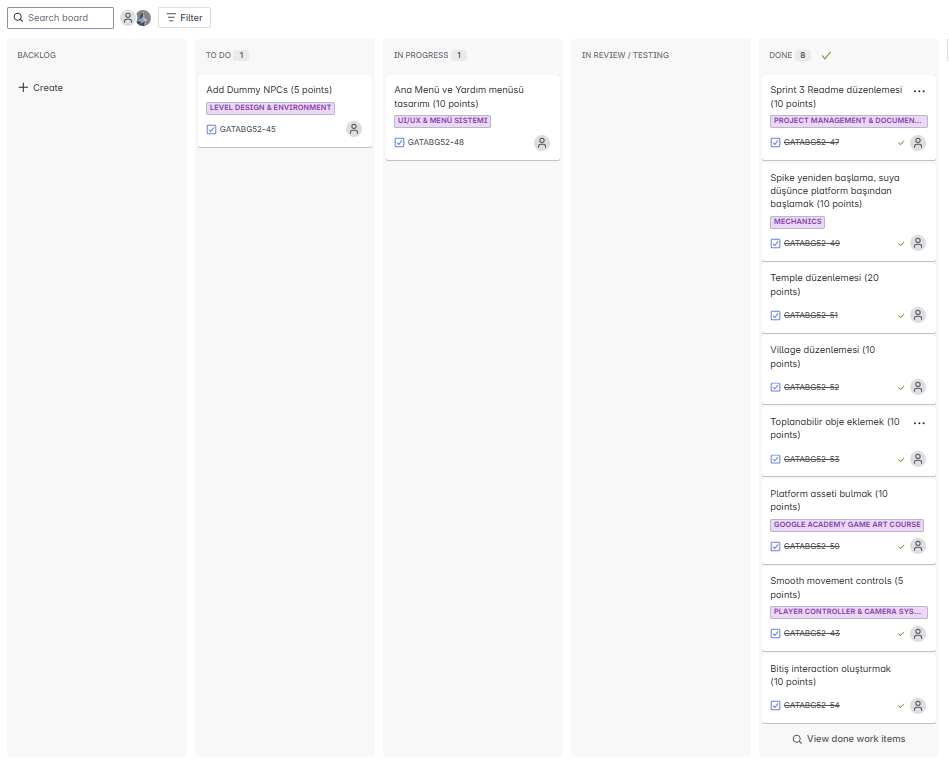 Search board
Filter
BACKLOG
Create
TO DO 1
Add Dummy NPCs (5 points)
LEVEL DESIGN & ENVIRONMENT
GATABG52-45
IN PROGRESS 1
Ana Menü ve Yardım menüsü
tasarımı (10 points)
UI/UX & MENÜ SISTEMI
GATABG52-48
IN REVIEW / TESTING
DONE 8
Sprint 3 Readme düzenlemesi
(10 points)
PROJECT MANAGEMENT & DOCUMEN...
GATABG52-47
Spike yeniden başlama, suya
düşünce platform başından
başlamak (10 points)
MECHANICS
GATABG52-49
Temple düzenlemesi (20
points)
GATABG52-51
Village düzenlemesi (10
points)
GATABG52-52
Toplanabilir obje eklemek (10
points)
GATABG52-53
Platform asseti bulmak (10
points)
GOOGLE ACADEMY GAME ART COURSE
GATABG52-50
Smooth movement controls (5
points)
PLAYER CONTROLLER & CAMERA SYS...
GATABG52-43
Bitiş interaction oluşturmak
(10 points)
GATABG52-54
View done work items